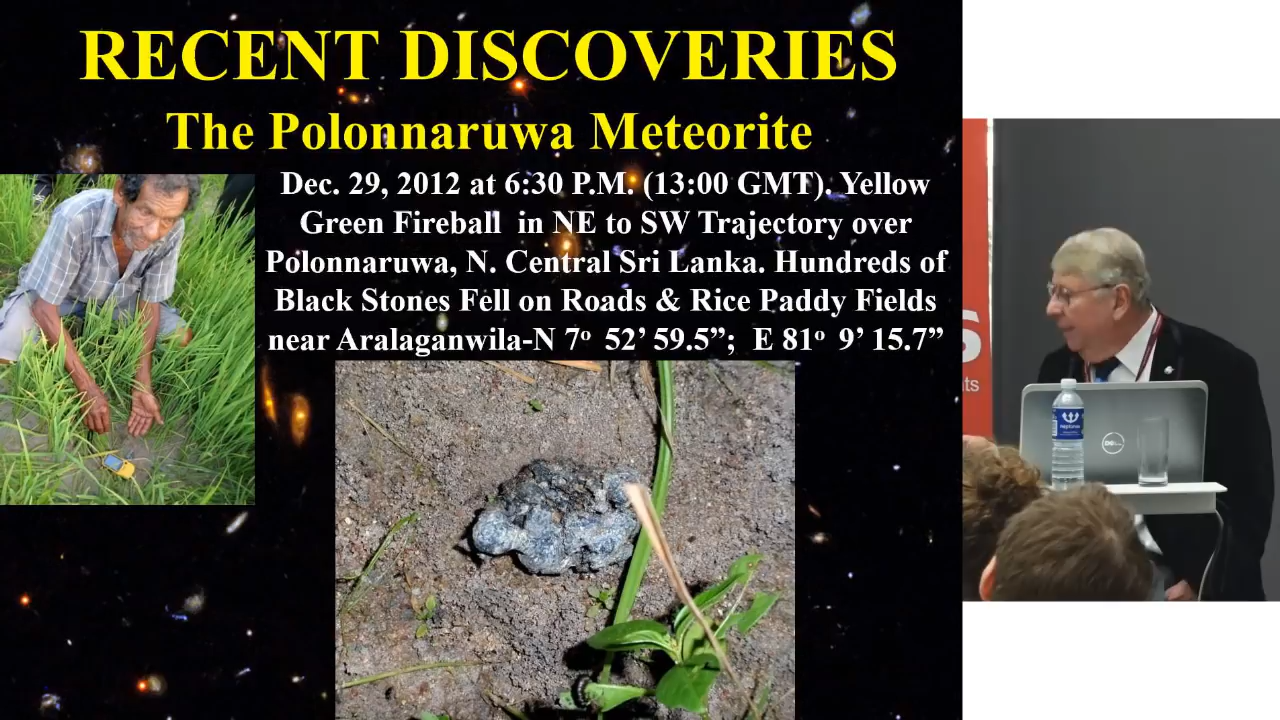 RECENT DISCOVERIES
The Polonnaruwa Meteorite
Dec. 29, 2012 at 6:30 P.M. (13:00 GMT). Yellow
Green Fireball in NE to SW Trajectory over
Polonnaruwa, N. Central Sri Lanka. Hundreds of
Black Stones Fell on Roads & Rice Paddy Fields
near Aralaganwila-N 7º 52’ 59.5”; E 81º 9’ 15.7”
S
nts
DELL